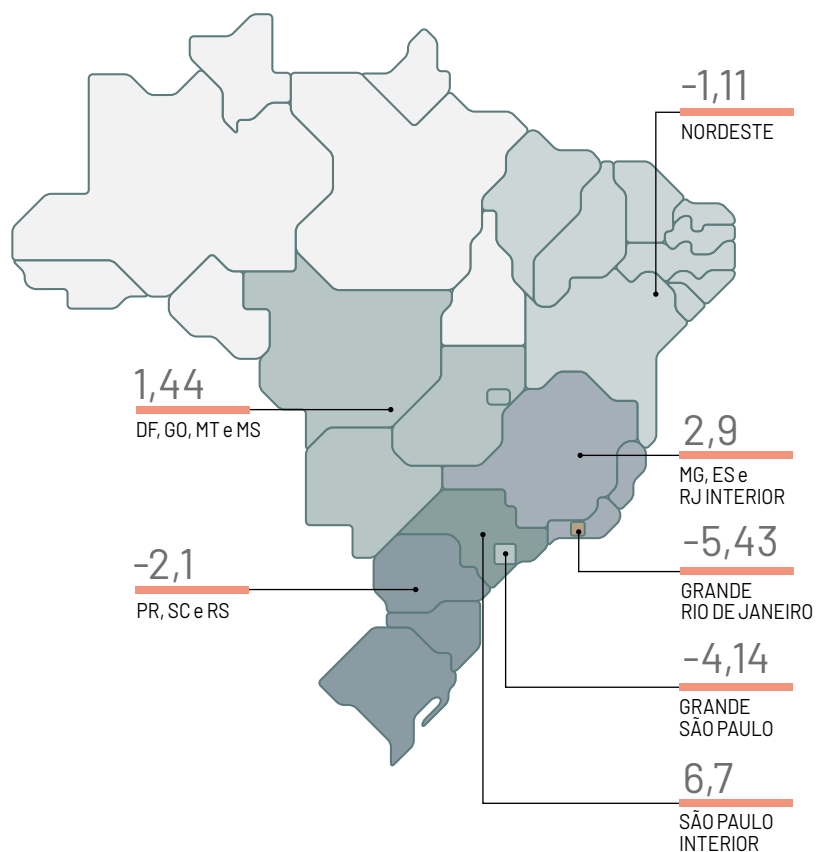 -1,11
NORDESTE
1,44
DF, GO, MT e MS
2,9
MG, ES e
RJ INTERIOR
-5,43
GRANDE
RIO DE JANEIRO
-2,1
PR, SC e RS
-4,14
GRANDE
SÃO PAULO
6,7
SÃO PAULO
INTERIOR